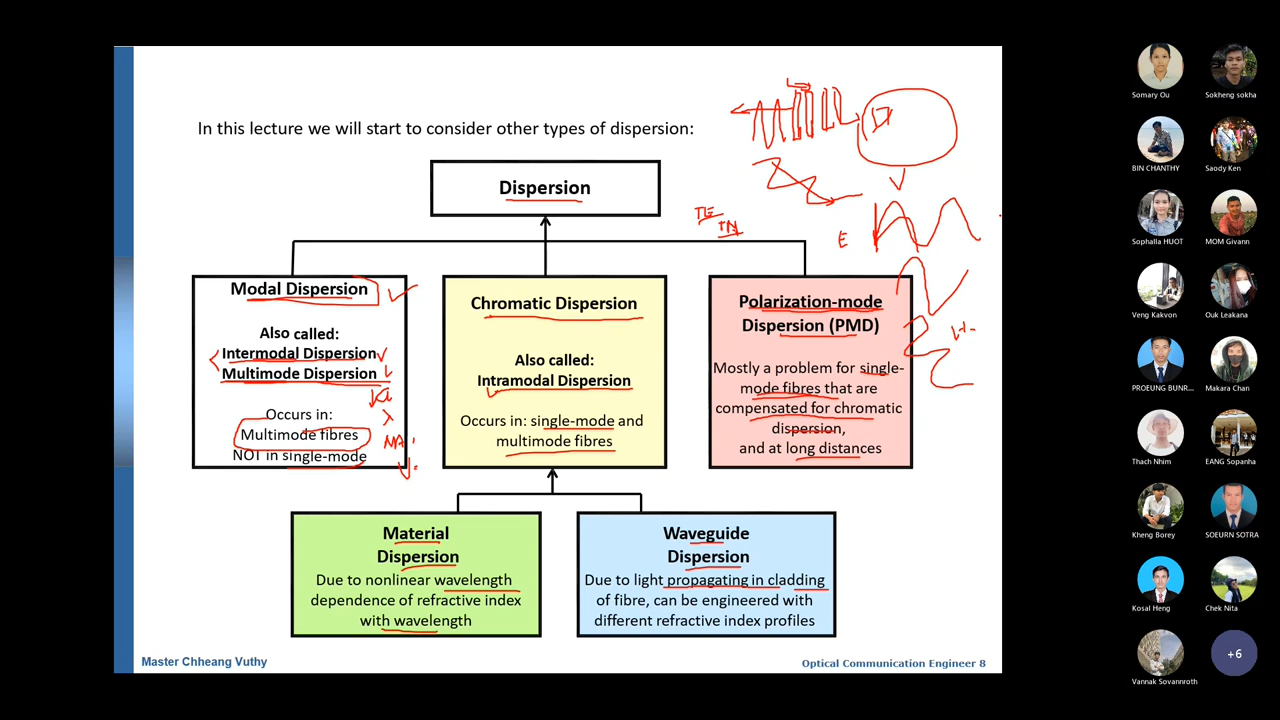 In this lecture we will start to consider other types of dispersion:
Dispersion
TE
TN
E
Modal Dispersion
Also called:
Intermodal Dispersion
Multimode Dispersion
Occurs in:
Multimode fibres
NOT in single-mode
λ
NA
Chromatic Dispersion
Also called:
Intramodal Dispersion
Occurs in: single-mode and
multimode fibres
Polarization-mode
Dispersion (PMD)
Mostly a problem for single-
mode fibres that are
compensated for chromatic
dispersion,
and at long distances
Material
Dispersion
Due to nonlinear wavelength
dependence of refractive index
with wavelength
Waveguide
Dispersion
Due to light propagating in cladding
of fibre, can be engineered with
different refractive index profiles
Master Chheang Vuthy
Optical Communication Engineer 8
Somary Ou
Sokheng sokha
BIN CHANTHY
Saody Ken
Sophalla HUOT
MOM Givann
Veng Kakvon
Ouk Leakana
PROEUNG BUNR...
Makara Chan
Thach Nhim
EANG Sopanha
Kheng Borey
SOEURN SOTRA
Kosal Heng
Chek Nita
Vannak Sovannroth
+6